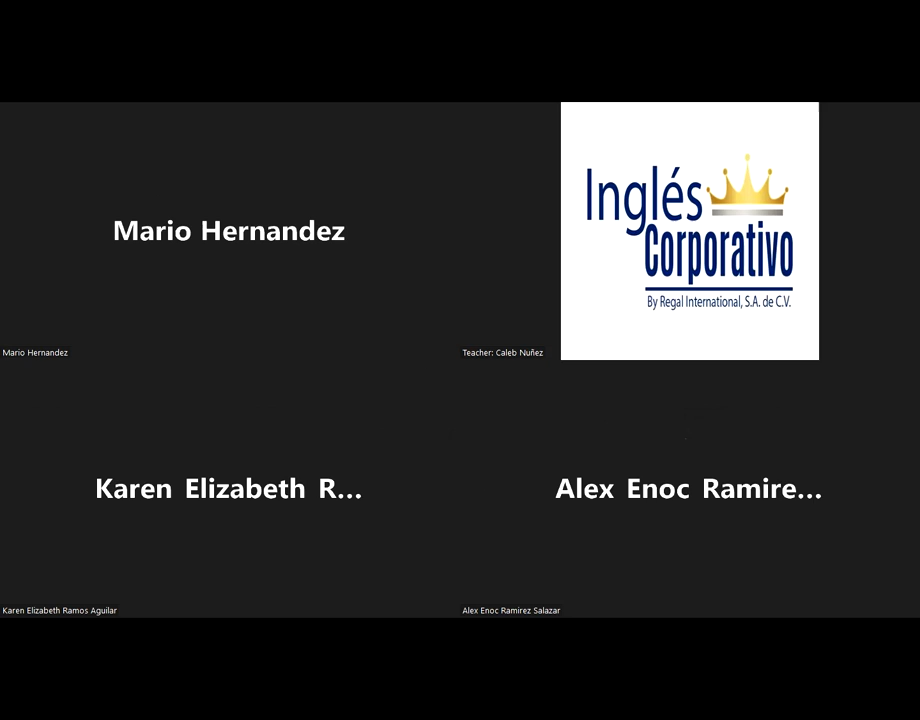 Mario Hernandez
Mario Hernandez
Inglés
Corporativo
By Regal International, S.A. de C.V.
Teacher: Caleb Nuñez
Karen Elizabeth R...
Karen Elizabeth Ramos Aguilar
Alex Enoc Ramire...
Alex Enoc Ramirez Salazar